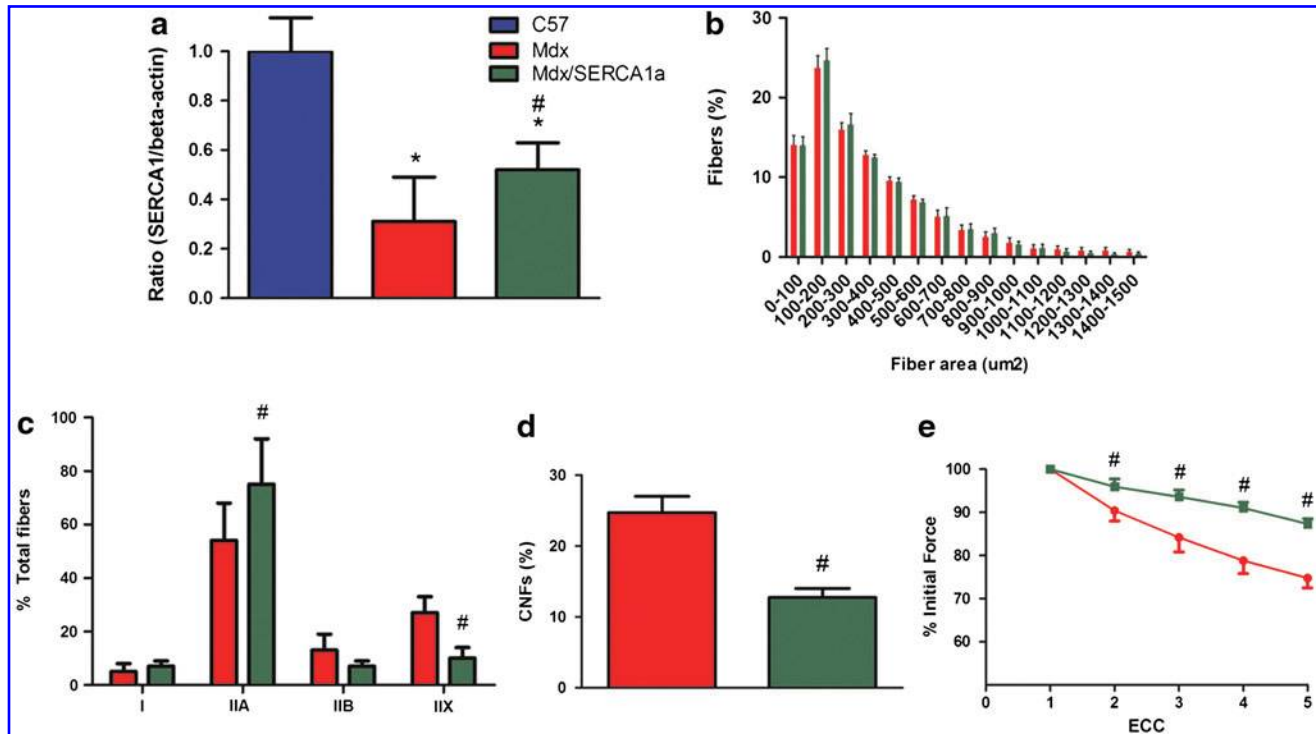 a
C57
Mdx
Mdx/SERCA1a
Ratio (SERCA1/beta-actin)
1.0
0.8
0.6
0.4
0.2
0.0
*
#
*
b
Fibers (%)
30
20
10
0
0-100
100-200
200-300
300-400
400-500
500-600
600-700
700-800
800-900
900-1000
1000-1100
1100-1200
1200-1300
1300-1400
1400-1500
Fiber area (um2)
c
% Total fibers
100
80
60
40
20
0
#
#
I IIA IIB IIX
d
CNFs (%)
30
20
10
0
#
e
% Initial Force
100
90
80
70
60
# # # #
0 1 2 3 4 5
ECC